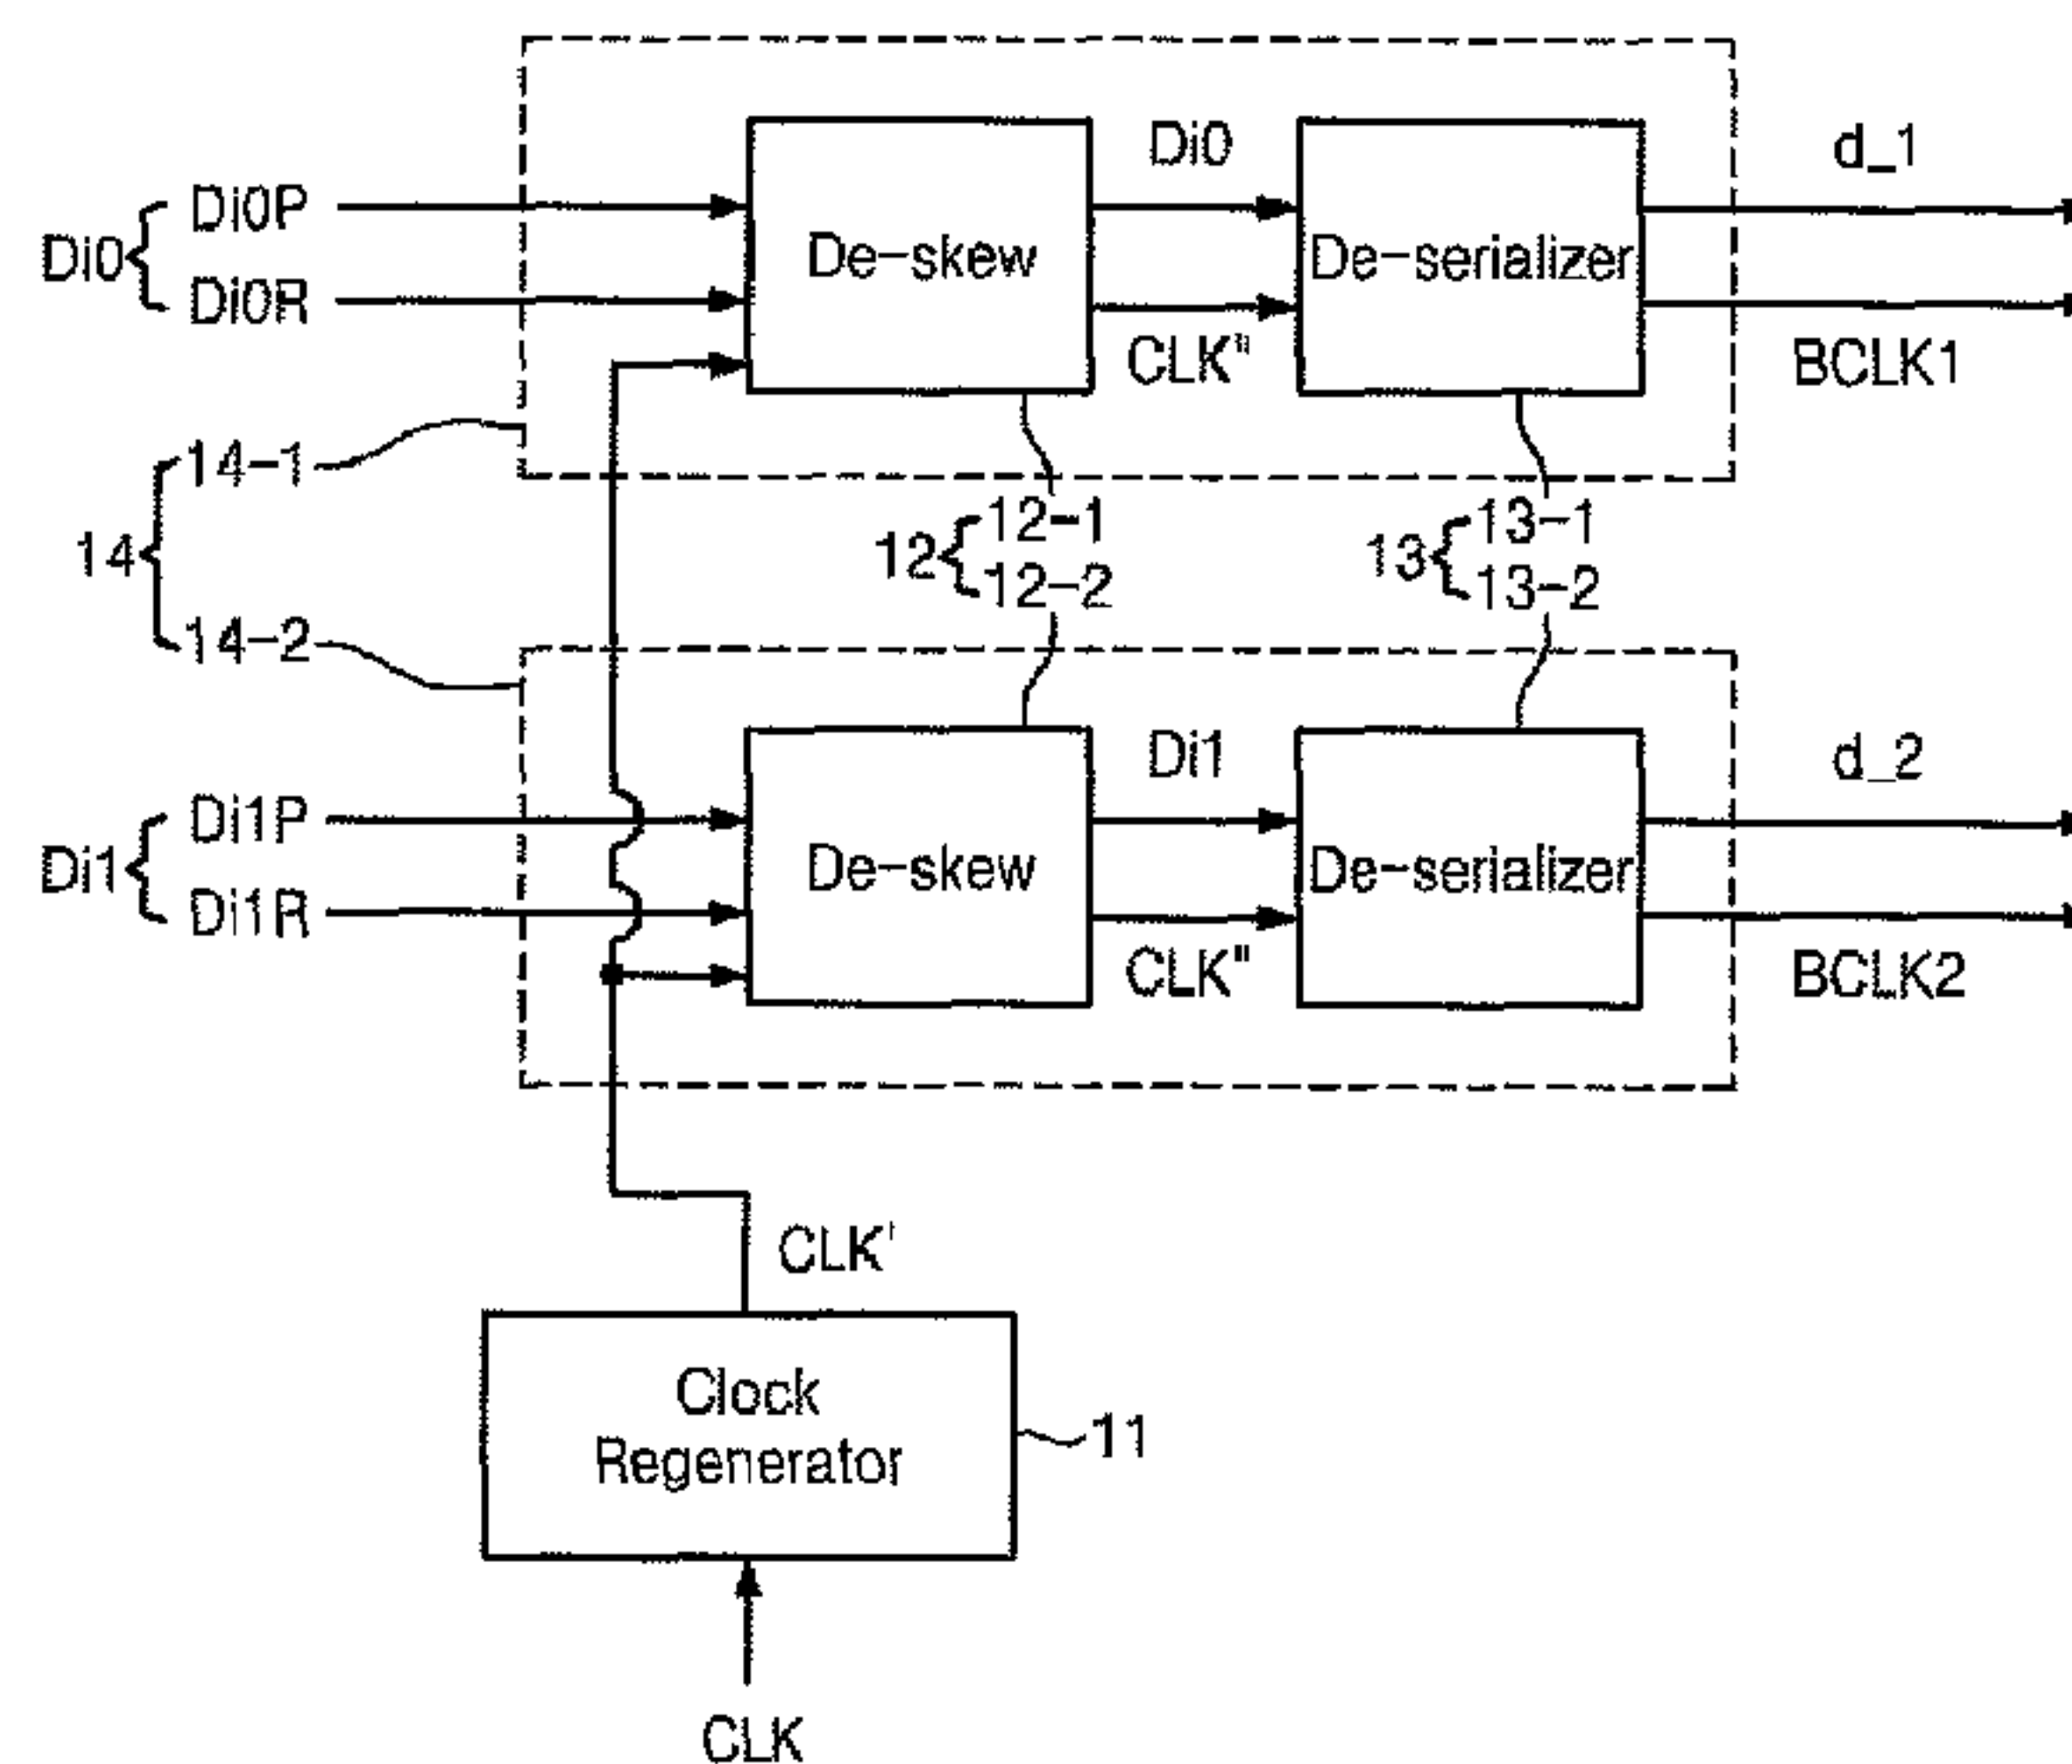 Di0
d_1
Di0P
De-skew
De-serializer
Di0
Di0R
CLK"
BCLK1
14-1
12-1
13-1
14
12
13
12-2
13-2
14-2
Di1
d_2
Di1P
De-skew
De-serializer
Di1
Di1R
CLK"
BCLK2
CLK'
Clock
Regenerator
11
CLK